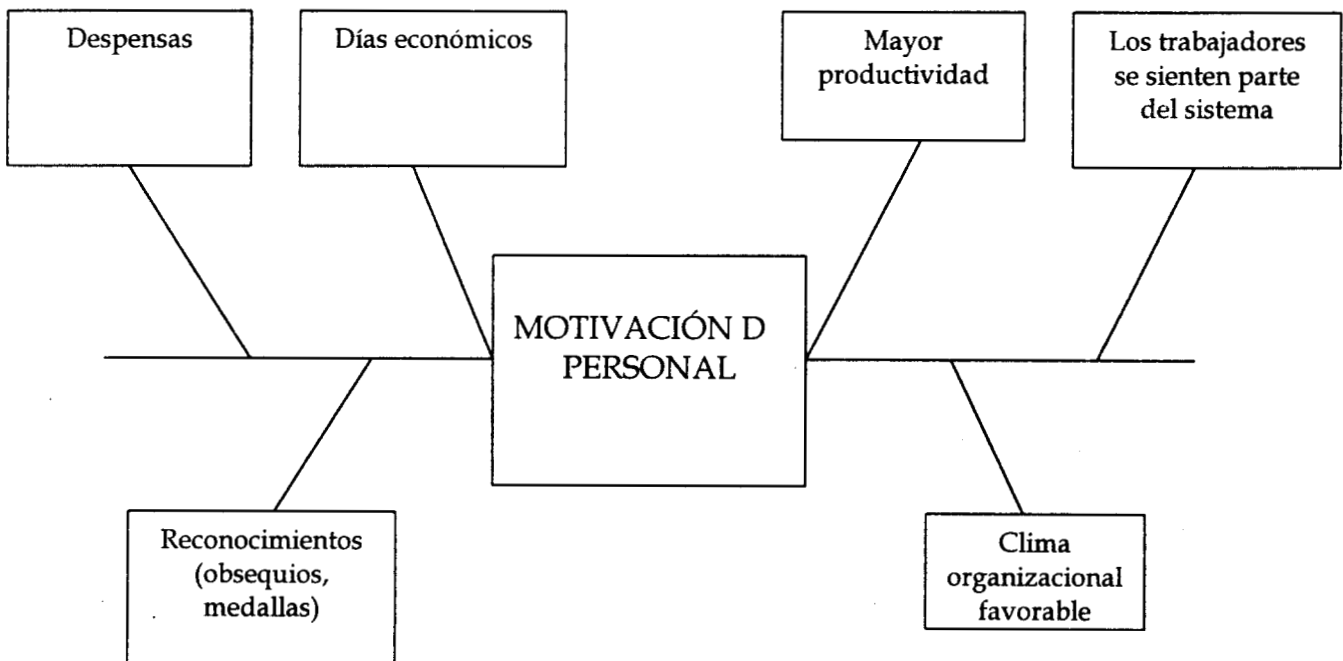 Despensas
Días económicos
Mayor
productividad
Los trabajadores
se sienten parte
del sistema
MOTIVACIÓN D
PERSONAL
Reconocimientos
(obsequios,
medallas)
Clima
organizacional
favorable